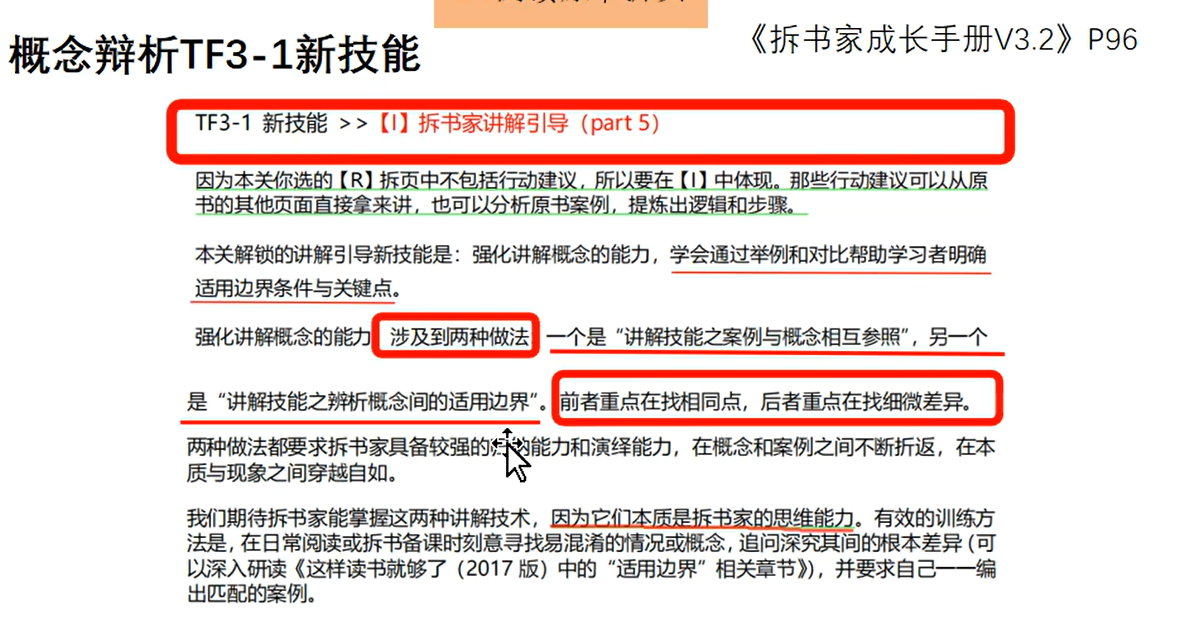 概念辩析TF3-1新技能
《拆书家成长手册V3.2》P96
TF3-1 新技能 >>【I】拆书家讲解引导（part 5）
因为本关你选的【R】拆页中不包括行动建议，所以要在【I】中体现。那些行动建议可以从原
书的其他页面直接拿来讲，也可以分析原书案例，提炼出逻辑和步骤。
本关解锁的讲解引导新技能是：强化讲解概念的能力，学会通过举例和对比帮助学习者明确
适用边界条件与关键点。
强化讲解概念的能力 涉及到两种做法 一个是“讲解技能之案例与概念相互参照”，另一个
是“讲解技能之辨析概念间的适用边界”。前者重点在找相同点，后者重点在找细微差异。
两种做法都要求拆书家具备较强的 能力和演绎能力，在概念和案例之间不断折返，在本
质与现象之间穿越自如。
我们期待拆书家能掌握这两种讲解技术，因为它们本质是拆书家的思维能力。有效的训练方
法是，在日常阅读或拆书备课时刻意寻找易混淆的情况或概念，追问深究其间的根本差异（可
以深入研读《这样读书就够了（2017 版）中的“适用边界”相关章节》），并要求自己一一编
出匹配的案例。